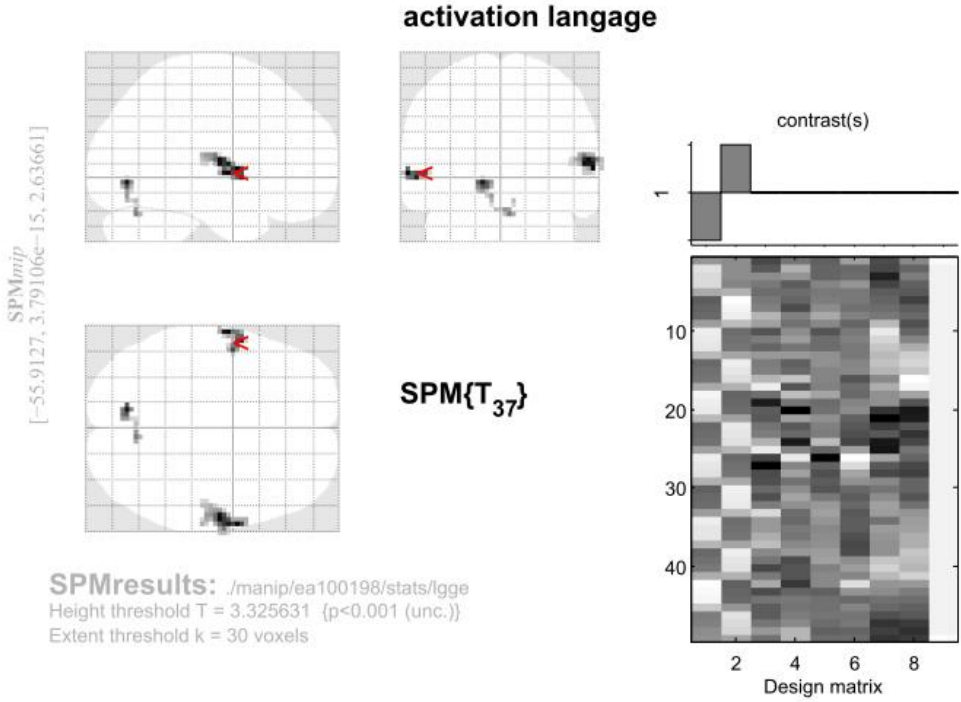 activation langage
SPMmip
[−55.9127, 3.79106e−15, 2.63661]
contrast(s)
1
SPM{T37}
10
20
30
40
2 4 6 8
Design matrix
SPMresults: ./manip/ea100198/stats/lgge
Height threshold T = 3.325631 {p<0.001 (unc.)}
Extent threshold k = 30 voxels